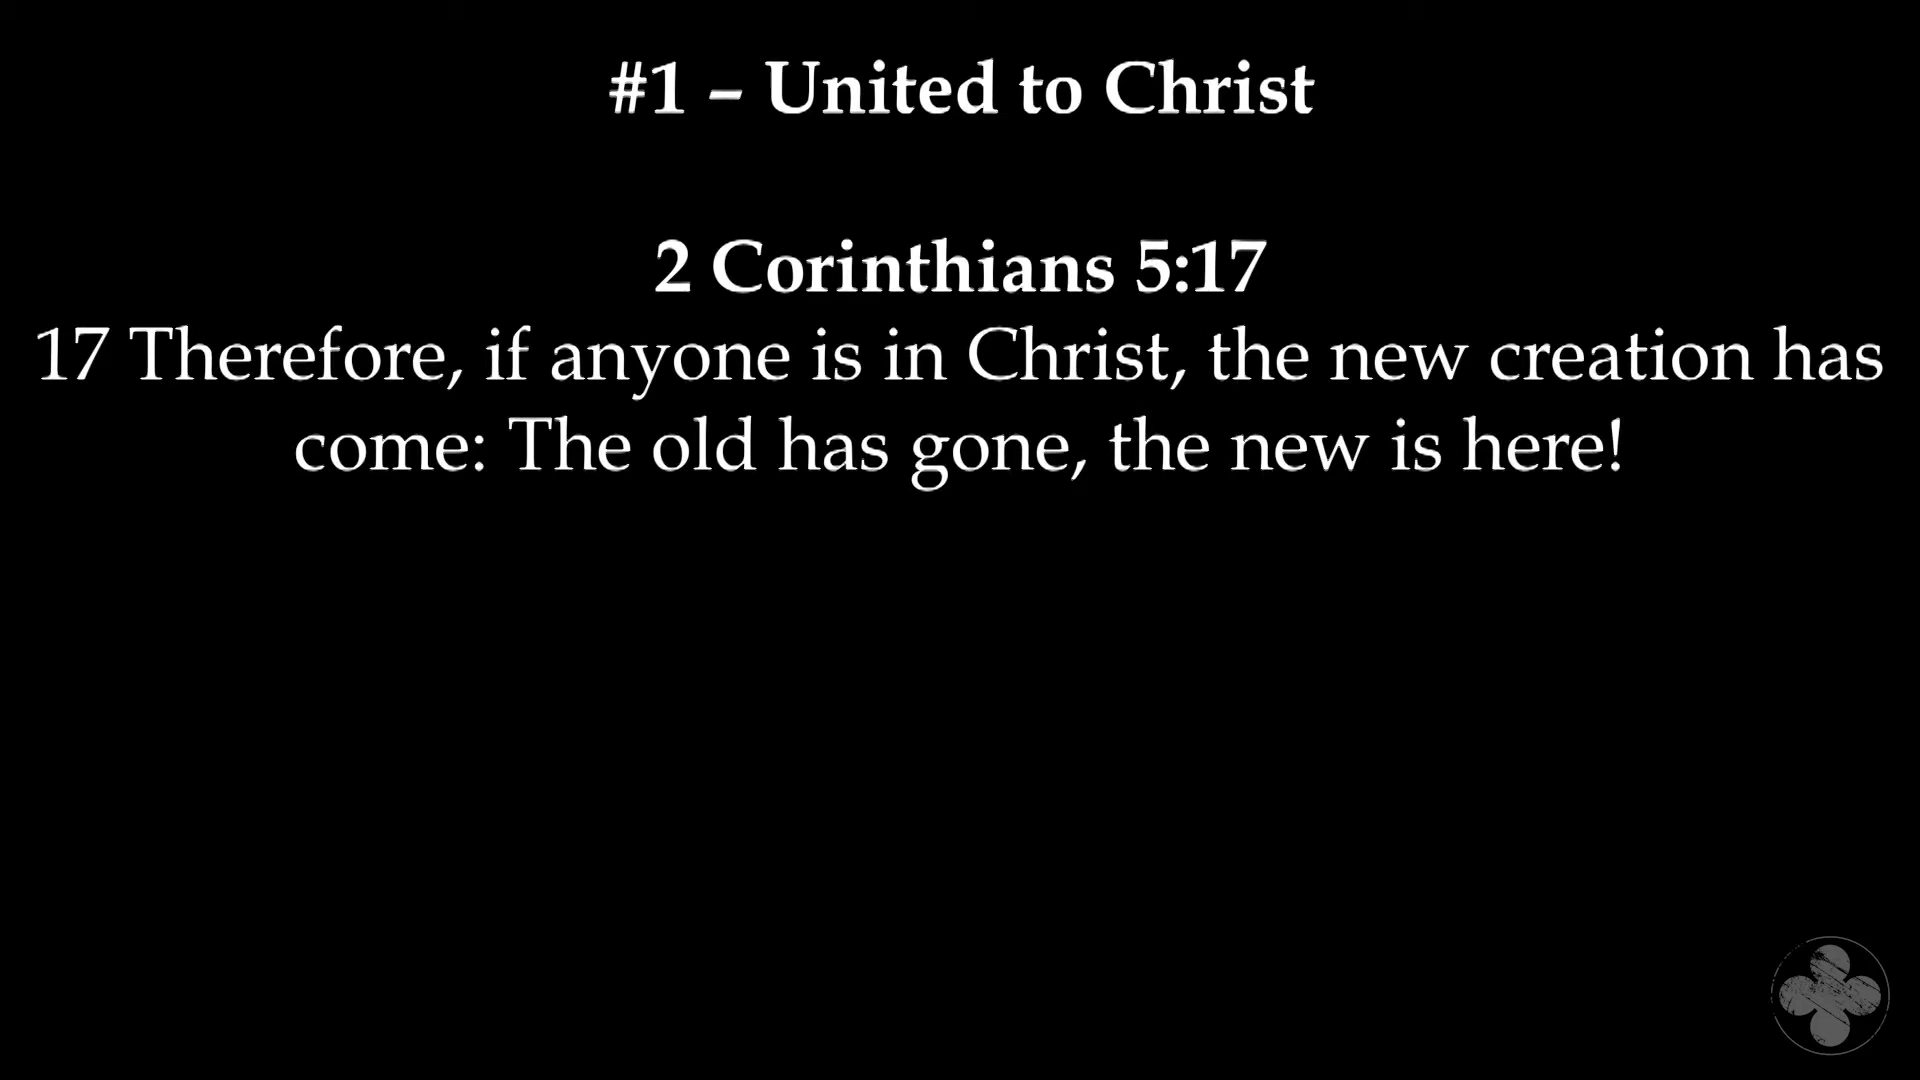 #1 – United to Christ
2 Corinthians 5:17
17 Therefore, if anyone is in Christ, the new creation has
come: The old has gone, the new is here!